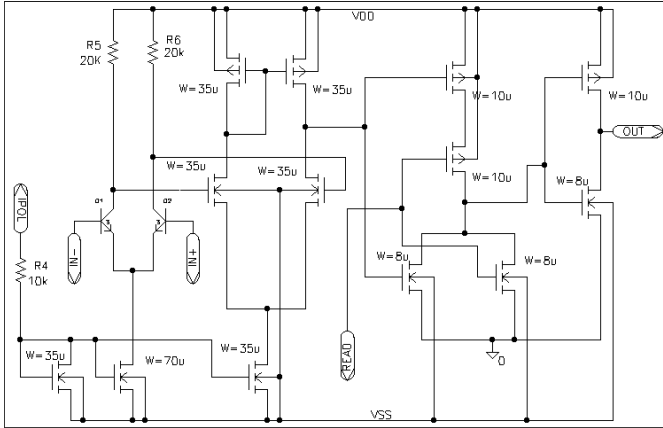 VDD
R5
20K
R6
20k
W=35u
W=35u
W=10u
W=10u
OUT
W=10u
W=35u
W=35u
W=8u
IPOL
Q1
Q2
-IN
+IN
R4
10k
W=8u
W=8u
READ
0
W=35u
W=70u
W=35u
VSS